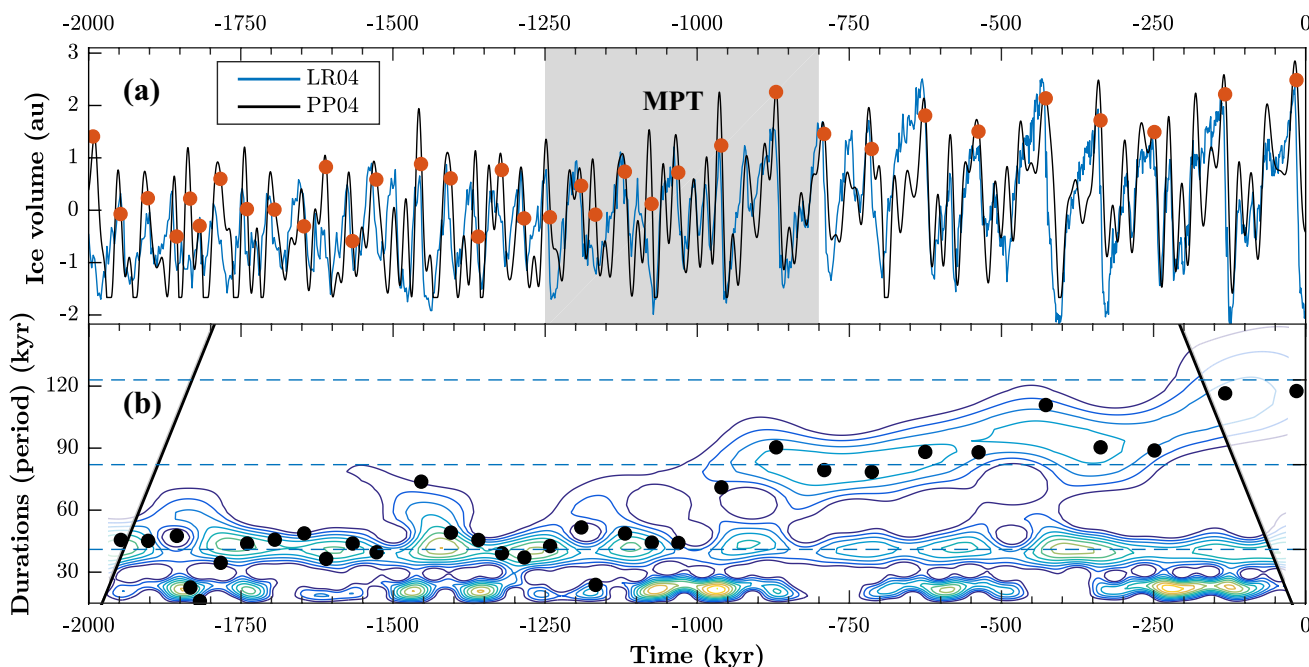 -2000 -1750 -1500 -1250 -1000 -750 -500 -250 0
3
2
1
0
-1
-2
Ice volume (au)
(a)
LR04
PP04
MPT
120
90
60
30
Durations (period) (kyr)
(b)
-2000 -1750 -1500 -1250 -1000 -750 -500 -250 0
Time (kyr)